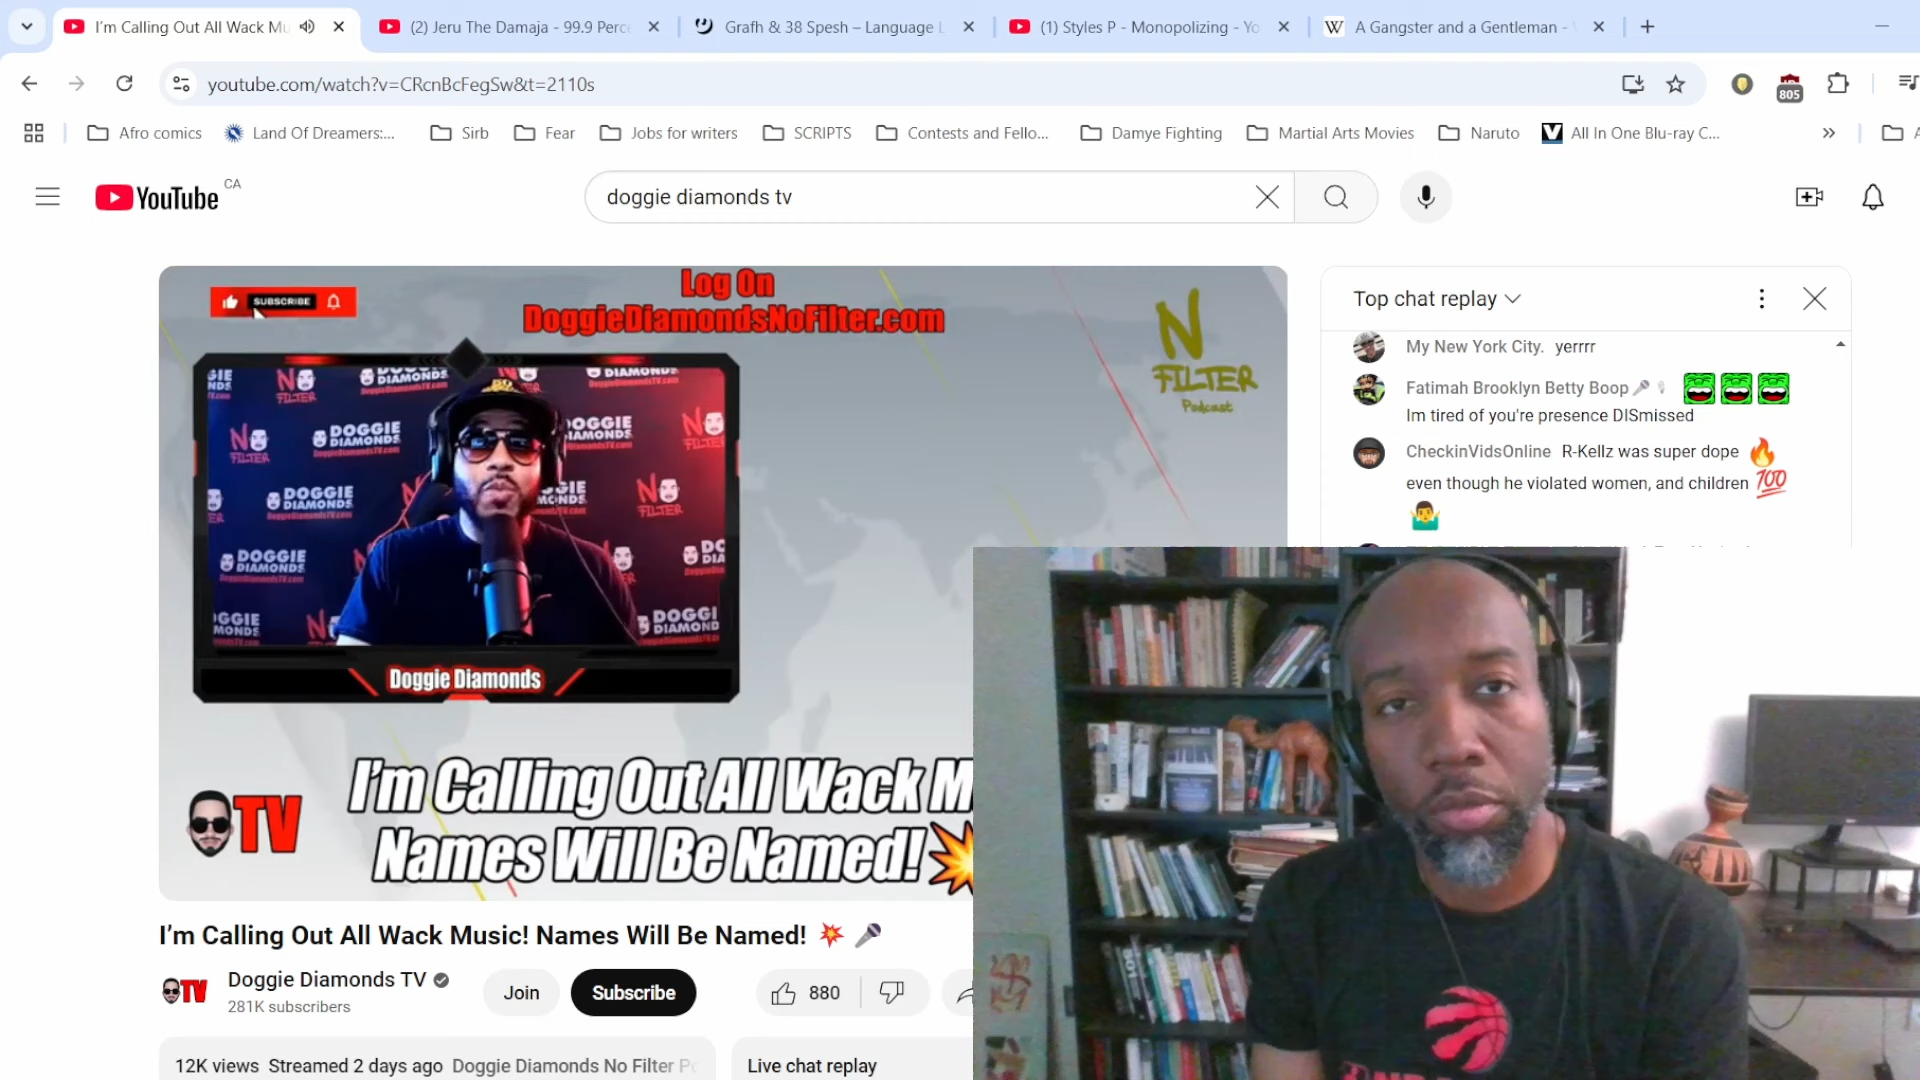 I'm Calling Out All Wack Mu
(2) Jeru The Damaja - 99.9 Perce
Grafh & 38 Spesh – Language L
(1) Styles P - Monopolizing - Yo
A Gangster and a Gentleman -
youtube.com/watch?v=CRcnBcFegSw&t=2110s
805
Afro comics
Land Of Dreamers:...
Sirb
Fear
Jobs for writers
SCRIPTS
Contests and Fello...
Damye Fighting
Martial Arts Movies
Naruto
All In One Blu-ray C...
YouTube CA
doggie diamonds tv
SUBSCRIBE
Log On
DoggieDiamondsNoFilter.com
N
FILTER
Podcast
DOGGIE DIAMONDS
Doggie Diamonds
TV
I'm Calling Out All Wack M
Names Will Be Named!
Top chat replay
My New York City. yerrrr
Fatimah Brooklyn Betty Boop
Im tired of you're presence DISmissed
CheckinVidsOnline R-Kellz was super dope
even though he violated women, and children 100
I'm Calling Out All Wack Music! Names Will Be Named!
TV
Doggie Diamonds TV
281K subscribers
Join
Subscribe
880
12K views Streamed 2 days ago Doggie Diamonds No Filter Po
Live chat replay